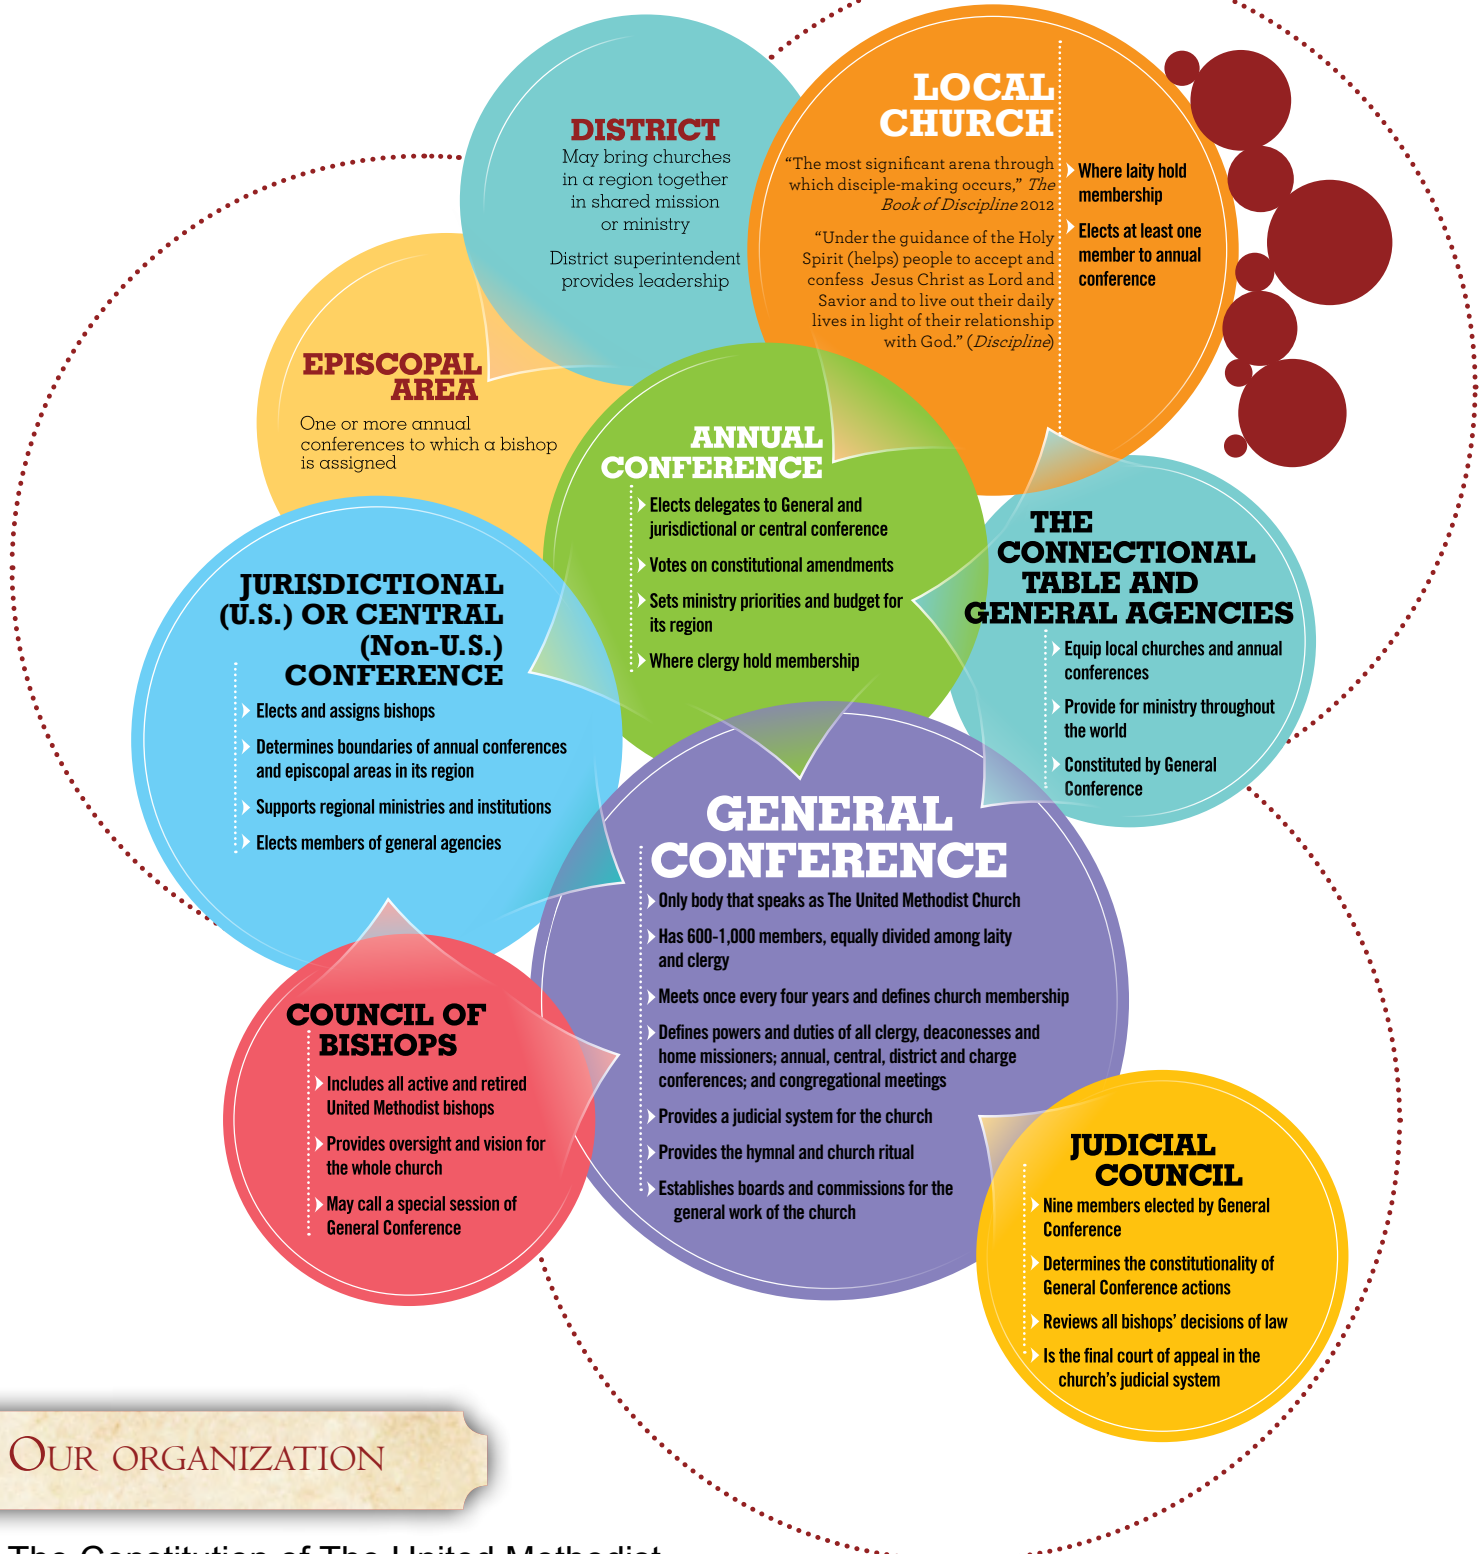 DISTRICT
May bring churches
in a region together
in shared mission
or ministry
District superintendent
provides leadership
LOCAL
CHURCH
“The most significant arena through
which disciple-making occurs,” The
Book of Discipline 2012
“Under the guidance of the Holy
Spirit (helps) people to accept and
confess Jesus Christ as Lord and
Savior and to live out their daily
lives in light of their relationship
with God.” (Discipline)
Where laity hold
membership
Elects at least one
member to annual
conference
EPISCOPAL
AREA
One or more annual
conferences to which a bishop
is assigned
ANNUAL
CONFERENCE
Elects delegates to General and
jurisdictional or central conference
Votes on constitutional amendments
Sets ministry priorities and budget for
its region
Where clergy hold membership
THE
CONNECTIONAL
TABLE AND
GENERAL AGENCIES
Equip local churches and annual
conferences
Provide for ministry throughout
the world
Constituted by General
Conference
JURISDICTIONAL
(U.S.) OR CENTRAL
(Non-U.S.)
CONFERENCE
Elects and assigns bishops
Determines boundaries of annual conferences
and episcopal areas in its region
Supports regional ministries and institutions
Elects members of general agencies
GENERAL
CONFERENCE
Only body that speaks as The United Methodist Church
Has 600-1,000 members, equally divided among laity
and clergy
Meets once every four years and defines church membership
Defines powers and duties of all clergy, deaconesses and
home missioners; annual, central, district and charge
conferences; and congregational meetings
Provides a judicial system for the church
Provides the hymnal and church ritual
Establishes boards and commissions for the
general work of the church
COUNCIL OF
BISHOPS
Includes all active and retired
United Methodist bishops
Provides oversight and vision for
the whole church
May call a special session of
General Conference
JUDICIAL
COUNCIL
Nine members elected by General
Conference
Determines the constitutionality of
General Conference actions
Reviews all bishops’ decisions of law
Is the final court of appeal in the
church’s judicial system
OUR ORGANIZATION
The Constitution of The United Methodist